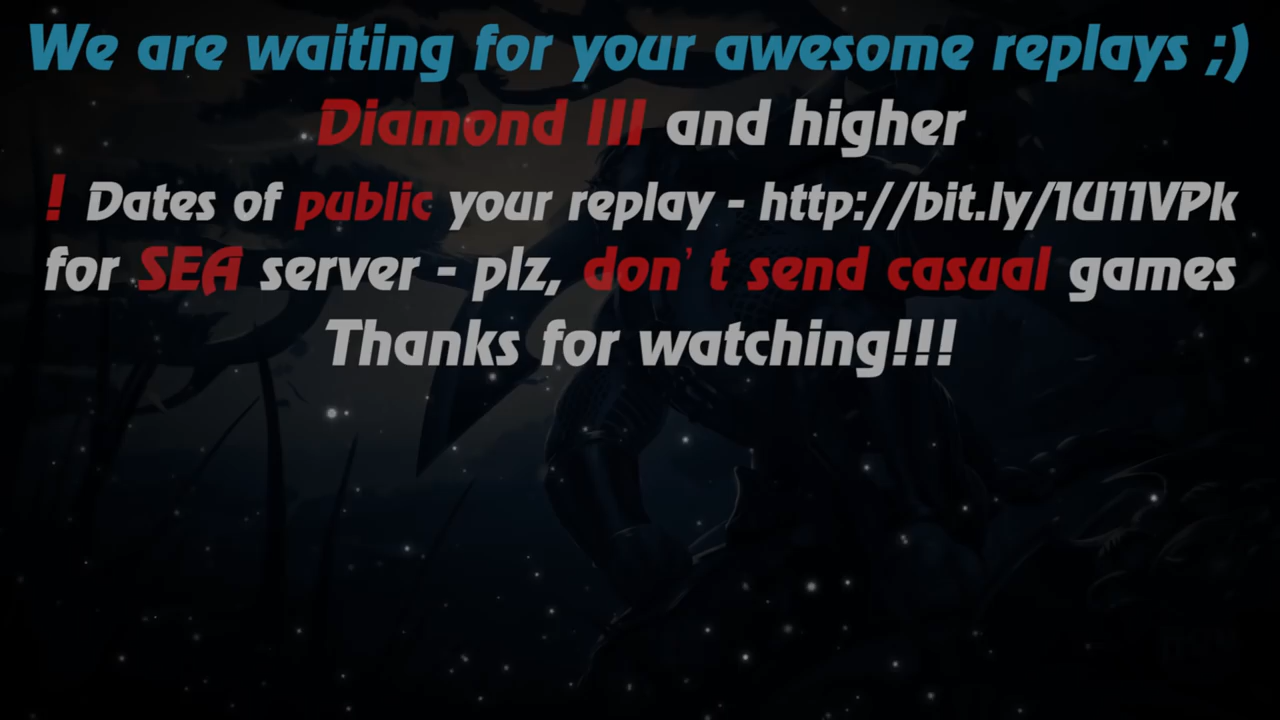 We are waiting for your awesome replays ;)
Diamond III and higher
! Dates of public your replay - http://bit.ly/1U11VPk
for SEA server - plz, don't send casual games
Thanks for watching!!!